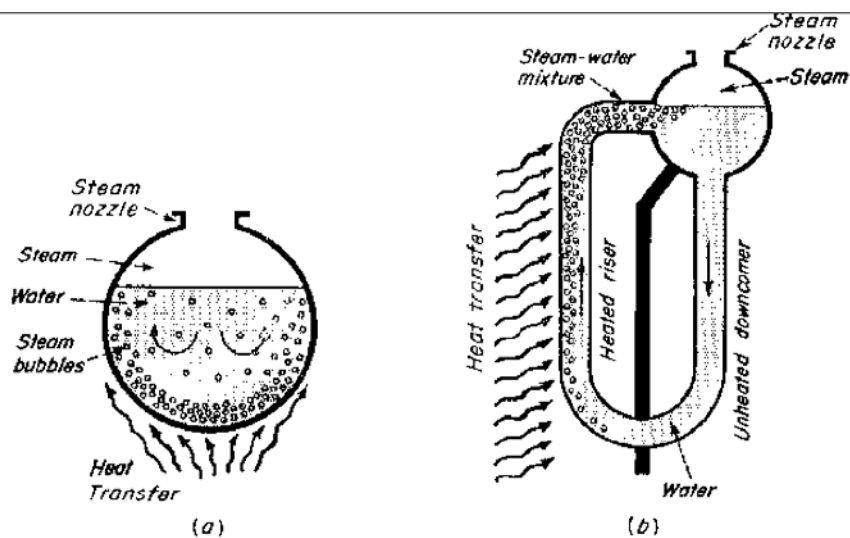 Steam
nozzle
Steam
Water
Steam
bubbles
Heat
Transfer
(a)
Steam
nozzle
Steam-water
mixture
Steam
Heat transfer
Heated riser
Unheated downcomer
Water
(b)